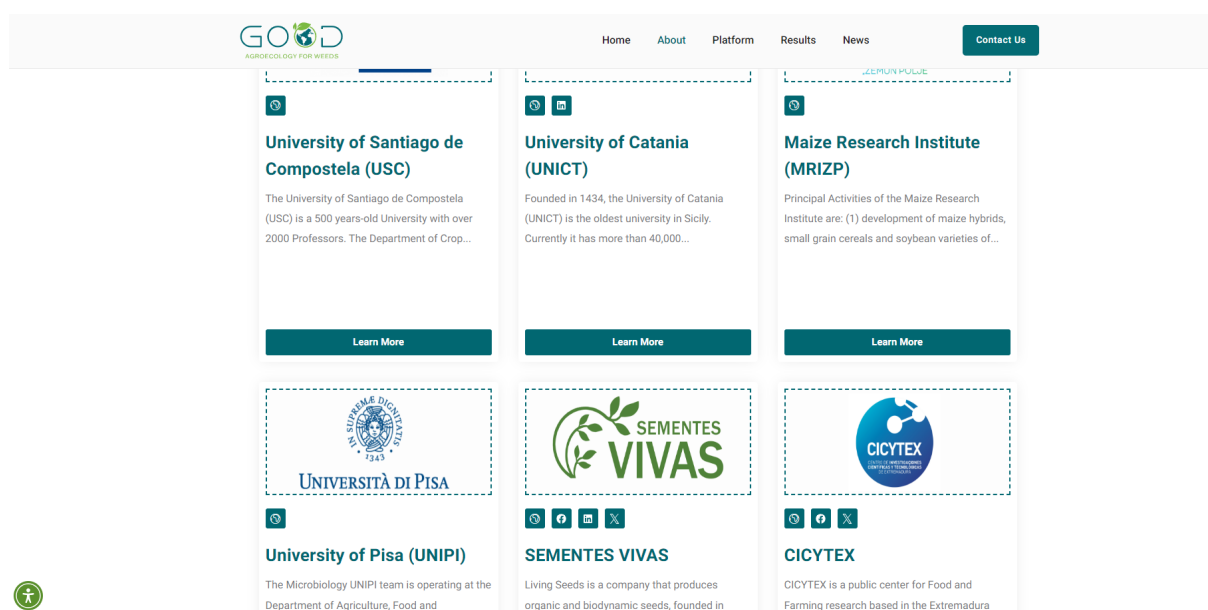 GOOD
AGROECOLOGY FOR WEEDS
Home About Platform Results News Contact Us
ZEMUN POLJE
University of Santiago de
Compostela (USC)
The University of Santiago de Compostela
(USC) is a 500 years-old University with over
2000 Professors. The Department of Crop...
Learn More
University of Catania
(UNICT)
Founded in 1434, the University of Catania
(UNICT) is the oldest university in Sicily.
Currently it has more than 40,000...
Learn More
Maize Research Institute
(MRIZP)
Principal Activities of the Maize Research
Institute are: (1) development of maize hybrids,
small grain cereals and soybean varieties of...
Learn More
IN SUPREMÆ DIGNITATIS
1343
UNIVERSITÀ DI PISA
University of Pisa (UNIPI)
The Microbiology UNIPI team is operating at the
Department of Agriculture, Food and
SEMENTES
VIVAS
SEMENTES VIVAS
Living Seeds is a company that produces
organic and biodynamic seeds, founded in
CICYTEX
CENTRO DE INVESTIGACIONES
CIENTÍFICAS Y TECNOLÓGICAS
DE EXTREMADURA
CICYTEX
CICYTEX is a public center for Food and
Farming research based in the Extremadura